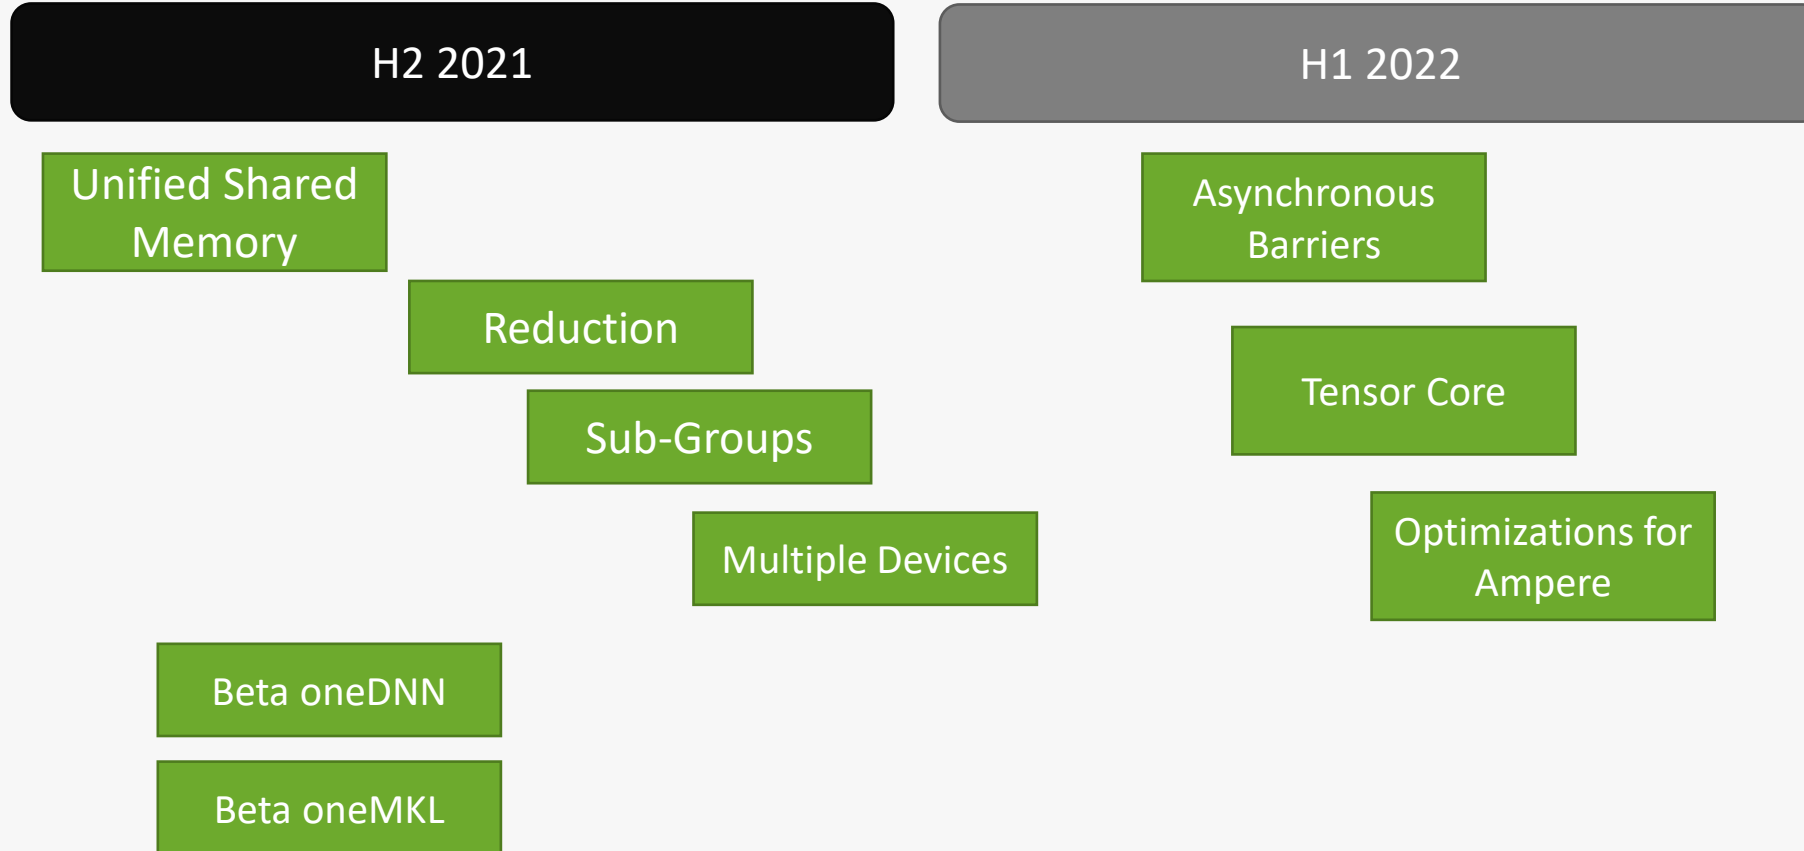 H2 2021
H1 2022
Unified Shared
Memory
Asynchronous
Barriers
Reduction
Tensor Core
Sub-Groups
Multiple Devices
Optimizations for
Ampere
Beta oneDNN
Beta oneMKL